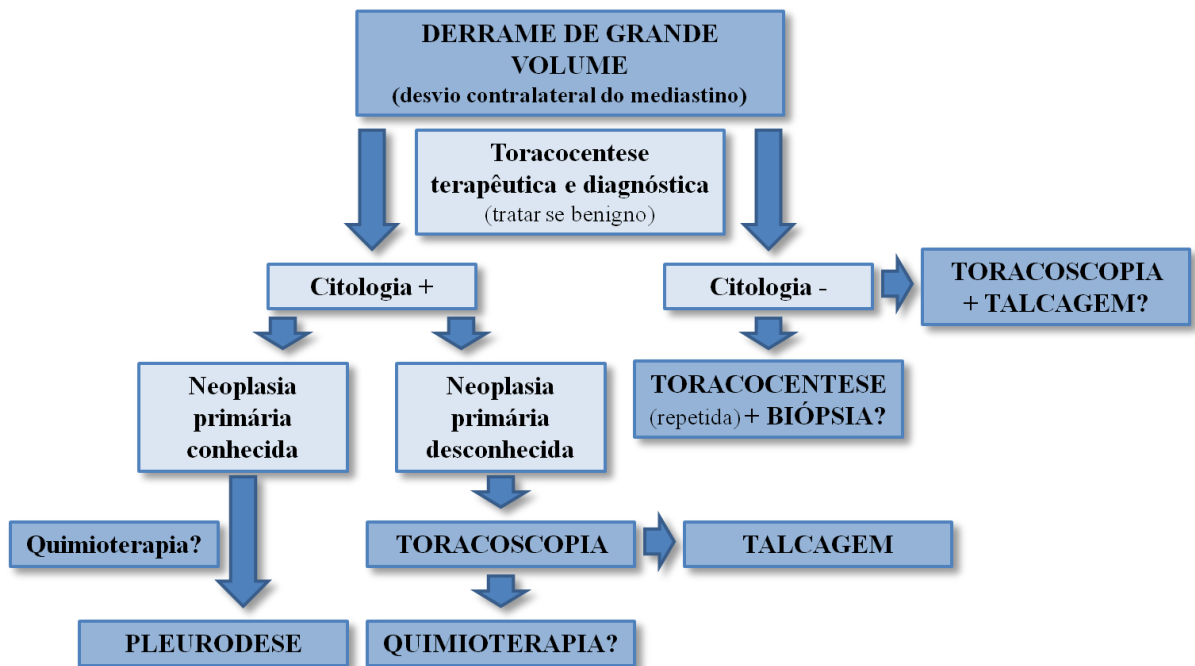 DERRAME DE GRANDE
VOLUME
(desvio contralateral do mediastino)
Toracocentese
terapêutica e diagnóstica
(tratar se benigno)
Citologia +
Citologia -
TORACOSCOPIA
+ TALCAGEM?
Neoplasia
primária
conhecida
Neoplasia
primária
desconhecida
TORACOCENTESE
(repetida) + BIÓPSIA?
Quimioterapia?
TORACOSCOPIA
TALCAGEM
PLEURODESE
QUIMIOTERAPIA?